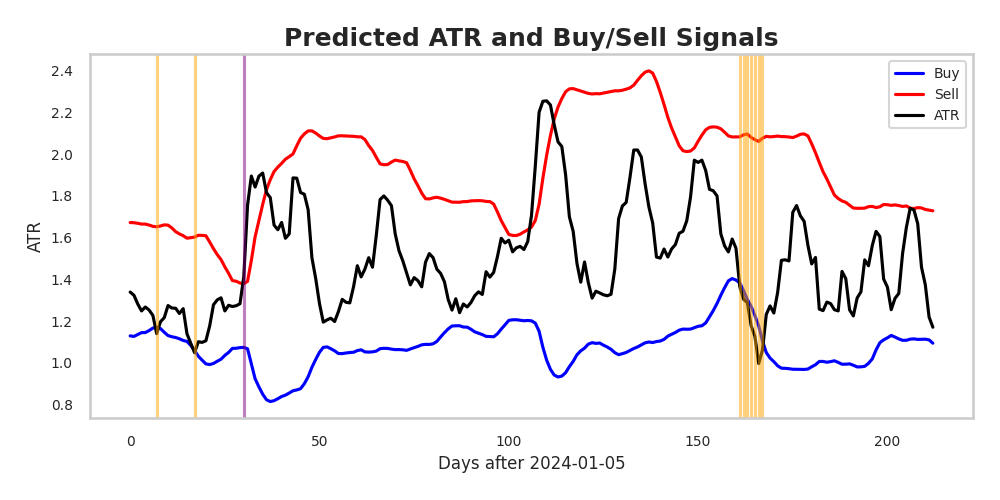 Predicted ATR and Buy/Sell Signals
Buy
Sell
ATR
2.4
2.2
2.0
1.8
1.6
1.4
1.2
1.0
0.8
ATR
0 50 100 150 200
Days after 2024-01-05